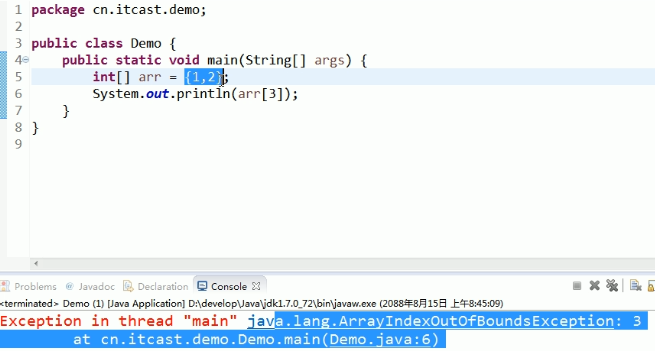 1 package cn.itcast.demo;
2
3 public class Demo {
4     public static void main(String[] args) {
5         int[] arr = {1,2};
6         System.out.println(arr[3]);
7     }
8 }
9
Problems @ Javadoc Declaration Console
<terminated> Demo (1) [Java Application] D:\develop\Java\jdk1.7.0_72\bin\javaw.exe (2088年8月15日 上午8:45:09)
Exception in thread "main" java.lang.ArrayIndexOutOfBoundsException: 3
        at cn.itcast.demo.Demo.main(Demo.java:6)